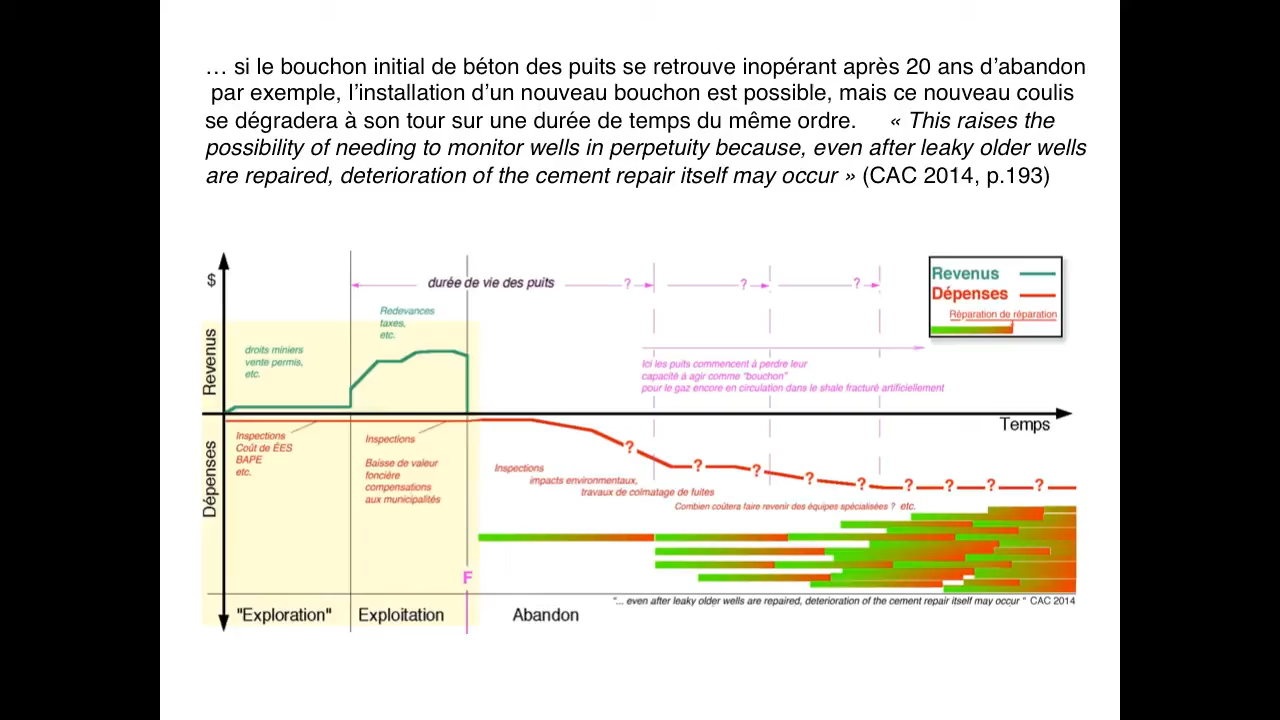 … si le bouchon initial de béton des puits se retrouve inopérant après 20 ans d’abandon
par exemple, l’installation d’un nouveau bouchon est possible, mais ce nouveau coulis
se dégradera à son tour sur une durée de temps du même ordre. « This raises the
possibility of needing to monitor wells in perpetuity because, even after leaky older wells
are repaired, deterioration of the cement repair itself may occur » (CAC 2014, p.193)
$
durée de vie des puits
?
?
?
Revenus
Dépenses
Réparation de réparation
Revenus
droits miniers
vente permis,
etc.
Redevances
taxes,
etc.
Ici les puits commencent à perdre leur
capacité à agir comme "bouchon"
pour le gaz encore en circulation dans le shale fracturé artificiellement
Temps
Dépenses
Inspections
Coût de ÉES
BAPE
etc.
Inspections
Baisse de valeur
foncière
compensations
aux municipalités
Inspections
impacts environmentaux,
travaux de colmatage de fuites
Combien coûtera faire revenir des équipes spécialisées ? etc.
? ? ? ? ? ? ? ? ?
F
"... even after leaky older wells are repaired, deterioration of the cement repair itself may occur " CAC 2014
"Exploration"
Exploitation
Abandon